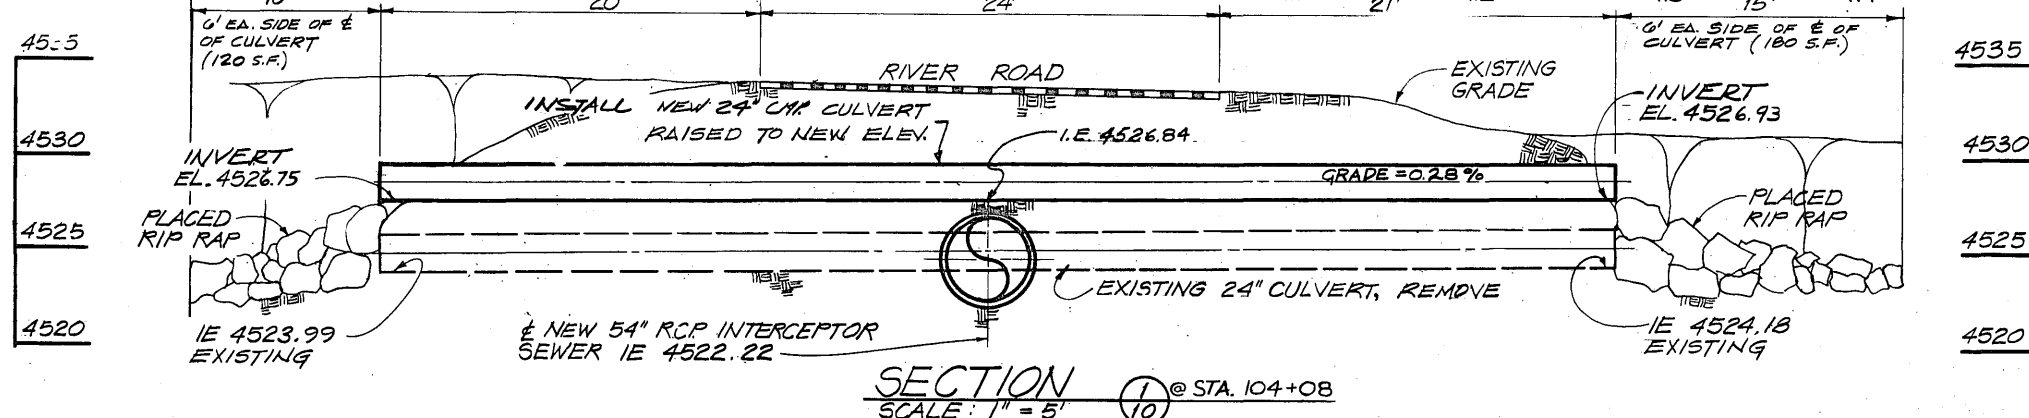 20'
24'
21'
15'
6' EA. SIDE OF ℄
OF CULVERT
(120 S.F.)
6' EA. SIDE OF ℄ OF
CULVERT (180 S.F.)
4535
RIVER ROAD
EXISTING
GRADE
INSTALL NEW 24" CMP. CULVERT
RAISED TO NEW ELEV.
INVERT
EL. 4526.93
4530
4530
I.E. 4526.84
INVERT
EL. 4526.75
GRADE = 0.28%
PLACED
RIP RAP
PLACED
RIP RAP
4525
4525
EXISTING 24" CULVERT, REMOVE
4520
4520
IE 4523.99
EXISTING
℄ NEW 54" RCP INTERCEPTOR
SEWER IE 4522.22
IE 4524.18
EXISTING
SECTION 1/10 @ STA. 104+08
SCALE: 1" = 5'